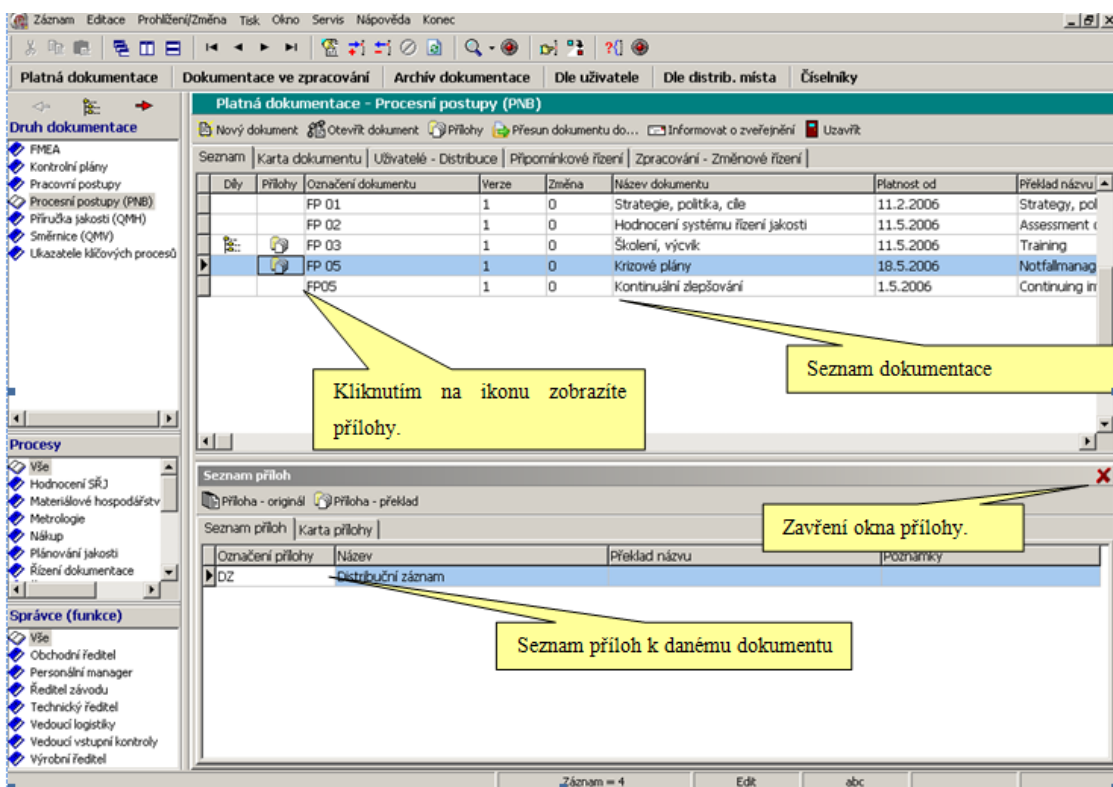 Záznam Editace Prohlížení/Změna Tisk Okno Servis Nápověda Konec
Platná dokumentace Dokumentace ve zpracování Archív dokumentace Dle uživatele Dle distrib. místa Číselníky
Druh dokumentace
FMEA
Kontrolní plány
Pracovní postupy
Procesní postupy (PNB)
Příručka jakosti (QMH)
Směrnice (QMV)
Ukazatele klíčových procesů
Platná dokumentace - Procesní postupy (PNB)
Nový dokument Otevřít dokument Přílohy Přesun dokumentu do... Informovat o zveřejnění Uzavřít
Seznam Karta dokumentu Uživatelé - Distribuce Připomínkové řízení Zpracování - Změnové řízení
Díly Přílohy Označení dokumentu Verze Změna Název dokumentu Platnost od Překlad názvu
FP 01 1 0 Strategie, politika, cíle 11.2.2006 Strategy, pol
FP 02 1 0 Hodnocení systému řízení jakosti 11.5.2006 Assessment
FP 03 1 0 Školení, výcvik 11.5.2006 Training
FP 05 1 0 Krizové plány 18.5.2006 Notfallmanag
FP05 1 0 Kontinuální zlepšování 1.5.2006 Continuing
Seznam dokumentace
Kliknutím na ikonu zobrazíte
přílohy.
Procesy
Vše
Hodnocení SŘJ
Materiálové hospodářstv
Metrologie
Nákup
Plánování jakosti
Řízení dokumentace
Seznam příloh
Příloha - originál Příloha - překlad
Seznam příloh Karta přílohy
Zavření okna přílohy.
Označení přílohy Název Překlad názvu Poznámky
DZ Distribuční záznam
Seznam příloh k danému dokumentu
Správce (funkce)
Vše
Obchodní ředitel
Personální manager
Ředitel závodu
Technický ředitel
Vedoucí logistiky
Vedoucí vstupní kontroly
Výrobní ředitel
Záznam = 4 Edit abc